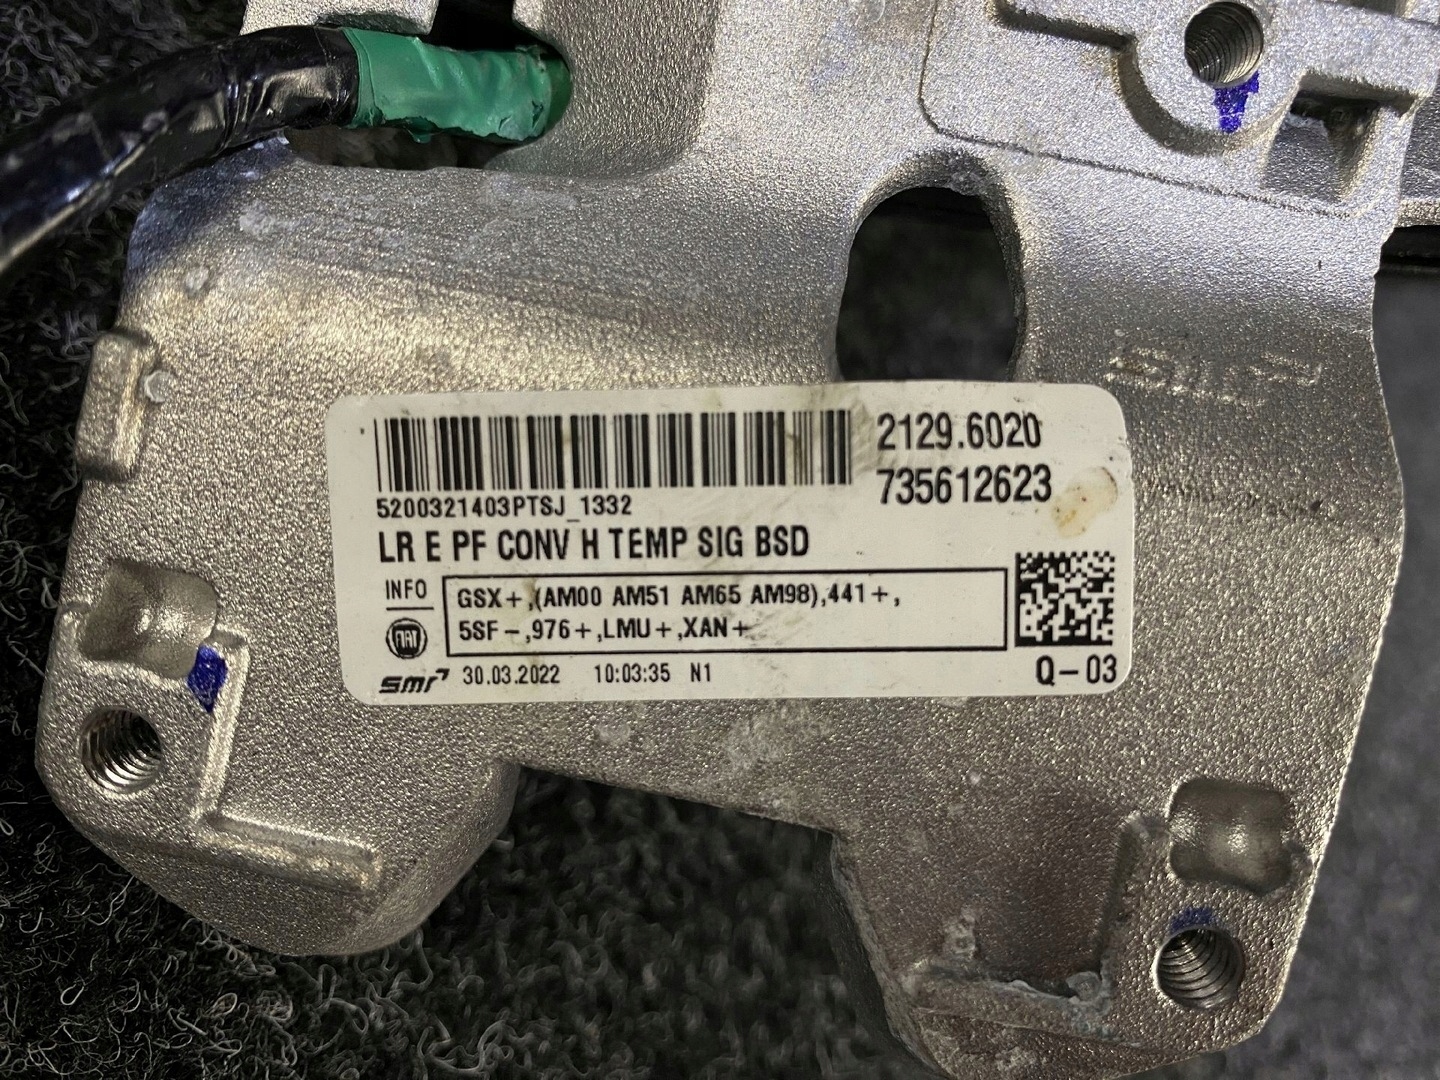 2129.6020
735612623
5200321403PTSJ_1332
LR E PF CONV H TEMP SIG BSD
INFO
GSX+,(AM00 AM51 AM65 AM98),441+,
5SF-,976+,LMU+,XAN+
FIAT
smr 30.03.2022 10:03:35 N1
Q-03